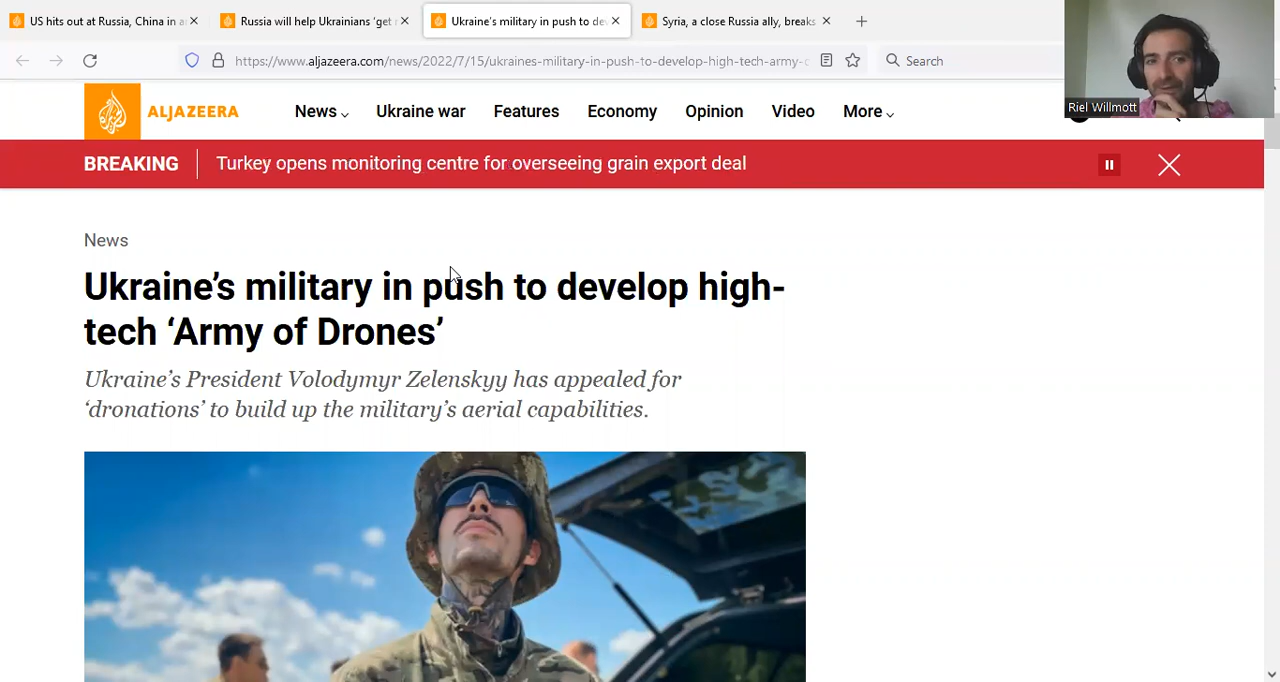 US hits out at Russia, China in a
Russia will help Ukrainians 'get r
Ukraine's military in push to de
Syria, a close Russia ally, breaks
https://www.aljazeera.com/news/2022/7/15/ukraines-military-in-push-to-develop-high-tech-army-
Search
Riel Willmott
ALJAZEERA
News
Ukraine war
Features
Economy
Opinion
Video
More
BREAKING
Turkey opens monitoring centre for overseeing grain export deal
News
Ukraine’s military in push to develop high-
tech ‘Army of Drones’
Ukraine’s President Volodymyr Zelenskyy has appealed for
‘dronations’ to build up the military’s aerial capabilities.